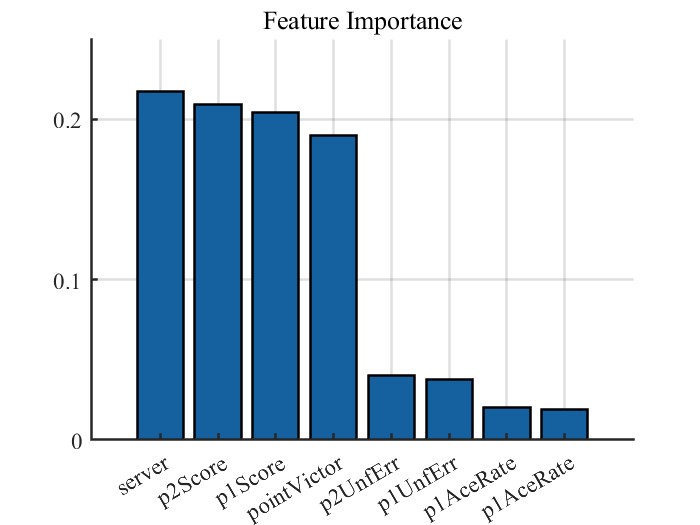 Feature Importance
0.2
0.1
0
server
p2Score
p1Score
pointVictor
p2UnfErr
p1UnfErr
p1AceRate
p1AceRate